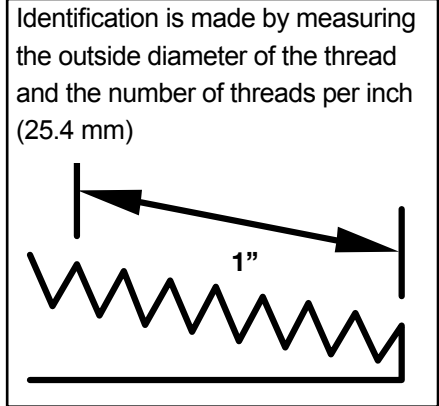 Identification is made by measuring
the outside diameter of the thread
and the number of threads per inch
(25.4 mm)
1”